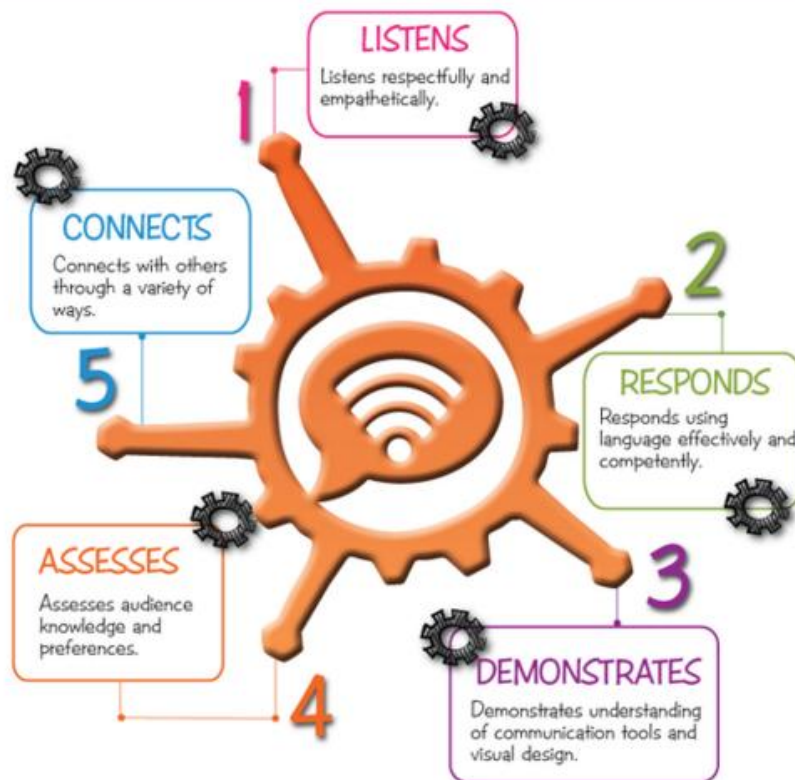 1
LISTENS
Listens respectfully and
empathetically.
2
RESPONDS
Responds using
language effectively and
competently.
3
DEMONSTRATES
Demonstrates understanding
of communication tools and
visual design.
4
ASSESSES
Assesses audience
knowledge and
preferences.
5
CONNECTS
Connects with others
through a variety of
ways.